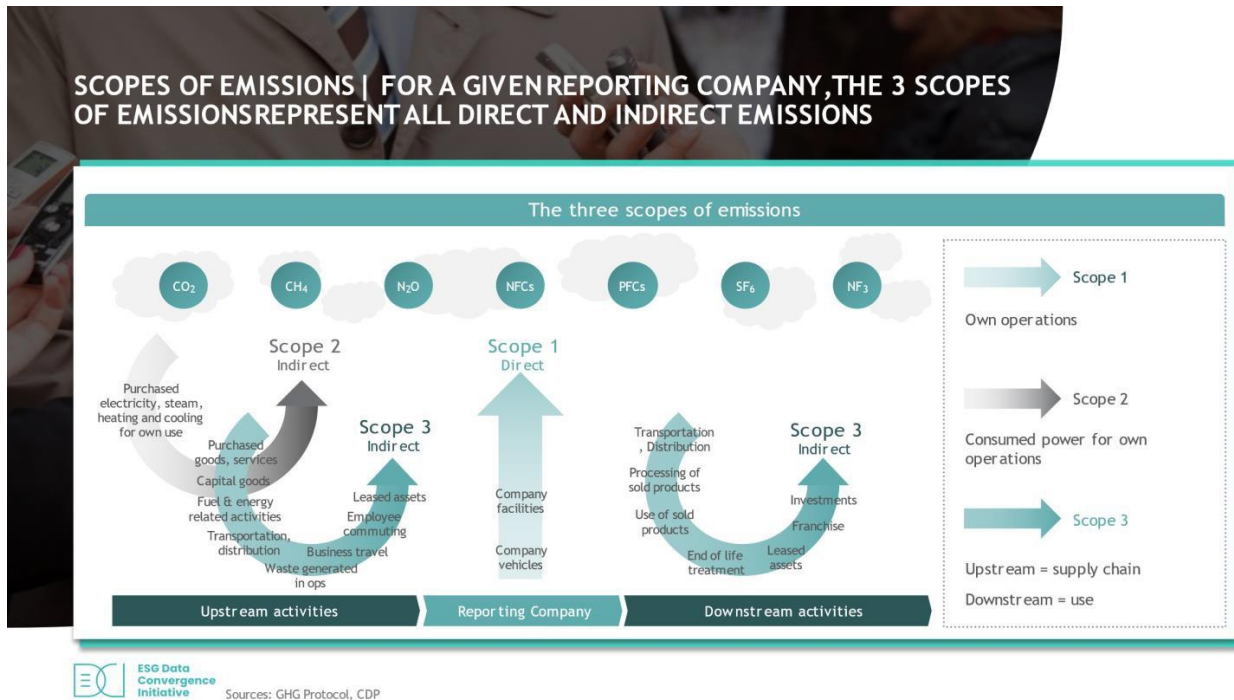 SCOPES OF EMISSIONS| FOR A GIVEN REPORTING COMPANY, THE 3 SCOPES
OF EMISSIONS REPRESENT ALL DIRECT AND INDIRECT EMISSIONS
The three scopes of emissions
CO₂
CH₄
N₂O
NFCs
PFCs
SF₆
NF₃
Scope 2
Indirect
Purchased
electricity, steam,
heating and cooling
for own use
Scope 3
Indirect
Purchased
goods, services
Capital goods
Fuel & energy
related activities
Transportation,
distribution
Waste generated
in ops
Business travel
Employee
commuting
Leased assets
Scope 1
Direct
Company
facilities
Company
vehicles
Scope 3
Indirect
Transportation
, Distribution
Processing of
sold products
Use of sold
products
End of life
treatment
Leased
assets
Franchise
Investments
Upstream activities
Reporting Company
Downstream activities
Scope 1
Own operations
Scope 2
Consumed power for own
operations
Scope 3
Upstream = supply chain
Downstream = use
ESG Data
Convergence
Initiative
Sources: GHG Protocol, CDP